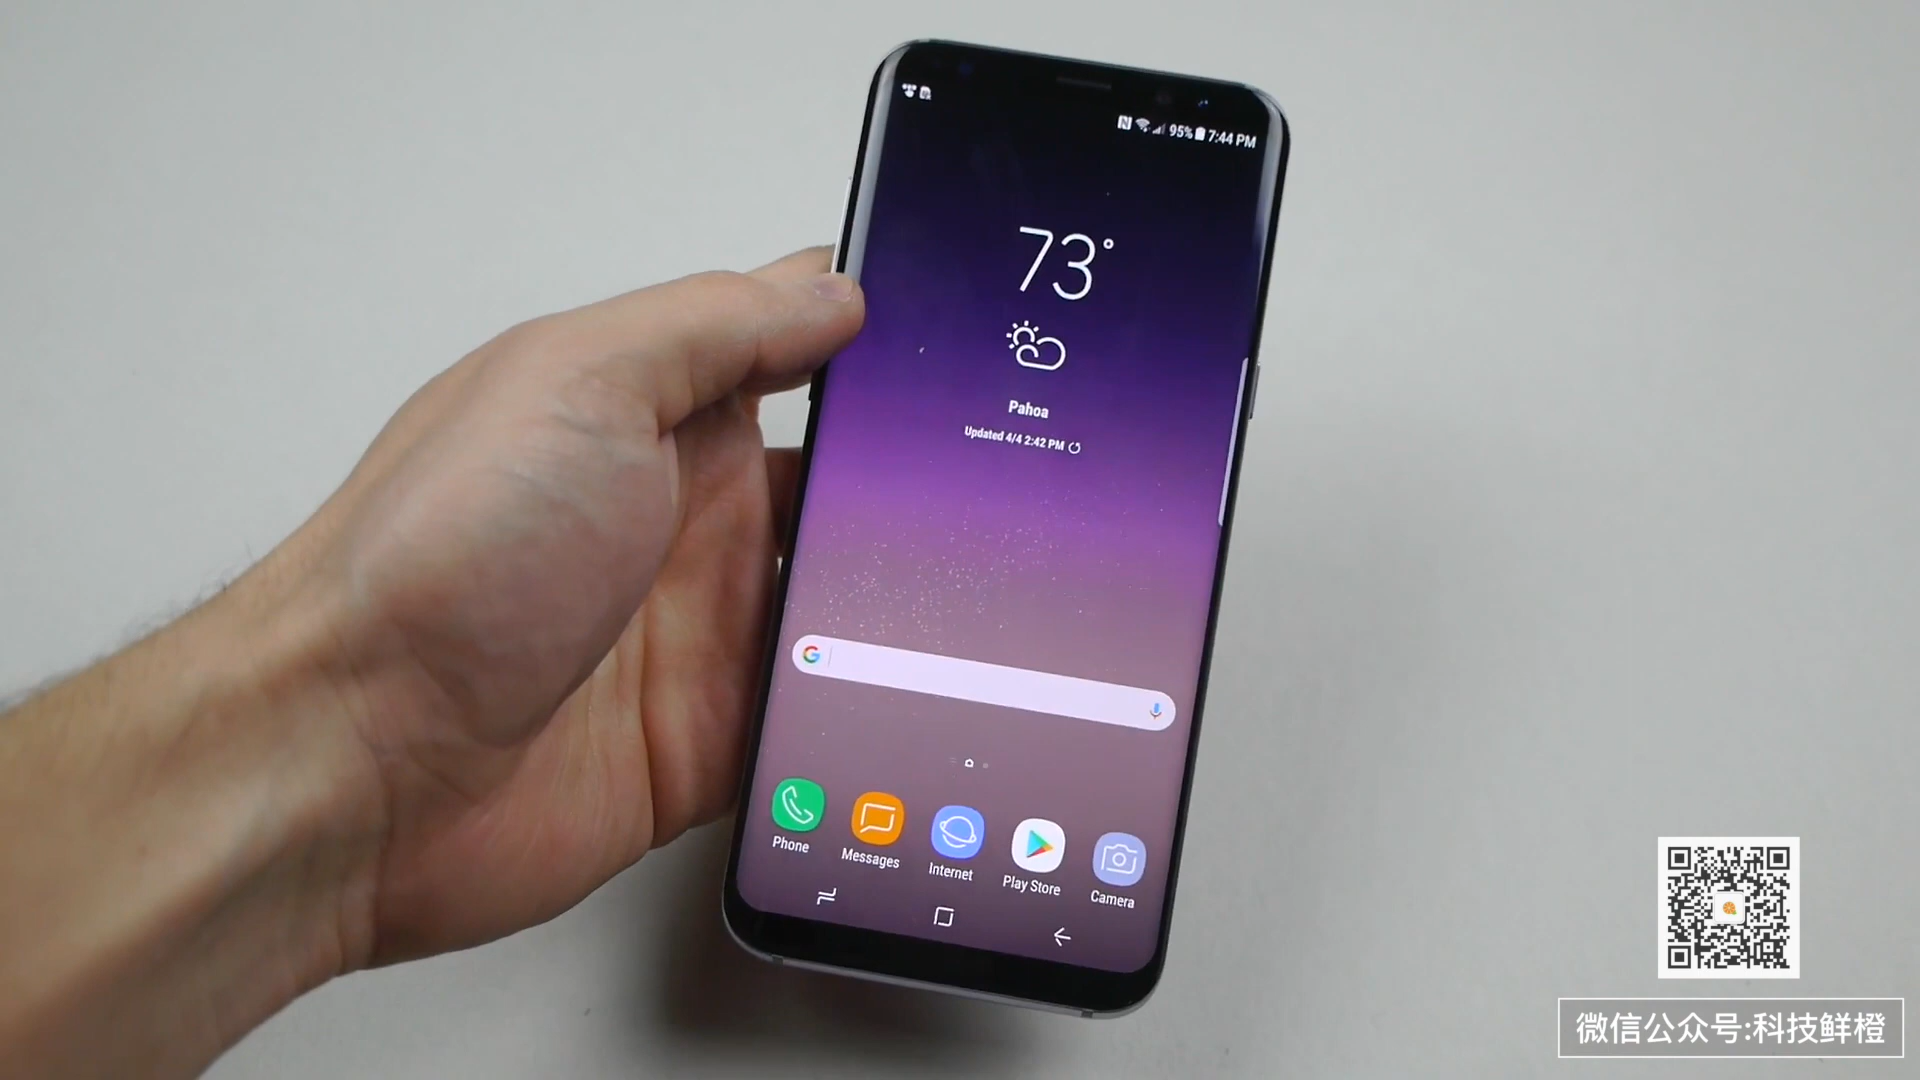 95% 7:44 PM
73°
Pahoa
Updated 4/4 2:42 PM
Phone
Messages
Internet
Play Store
Camera
微信公众号:科技鲜橙